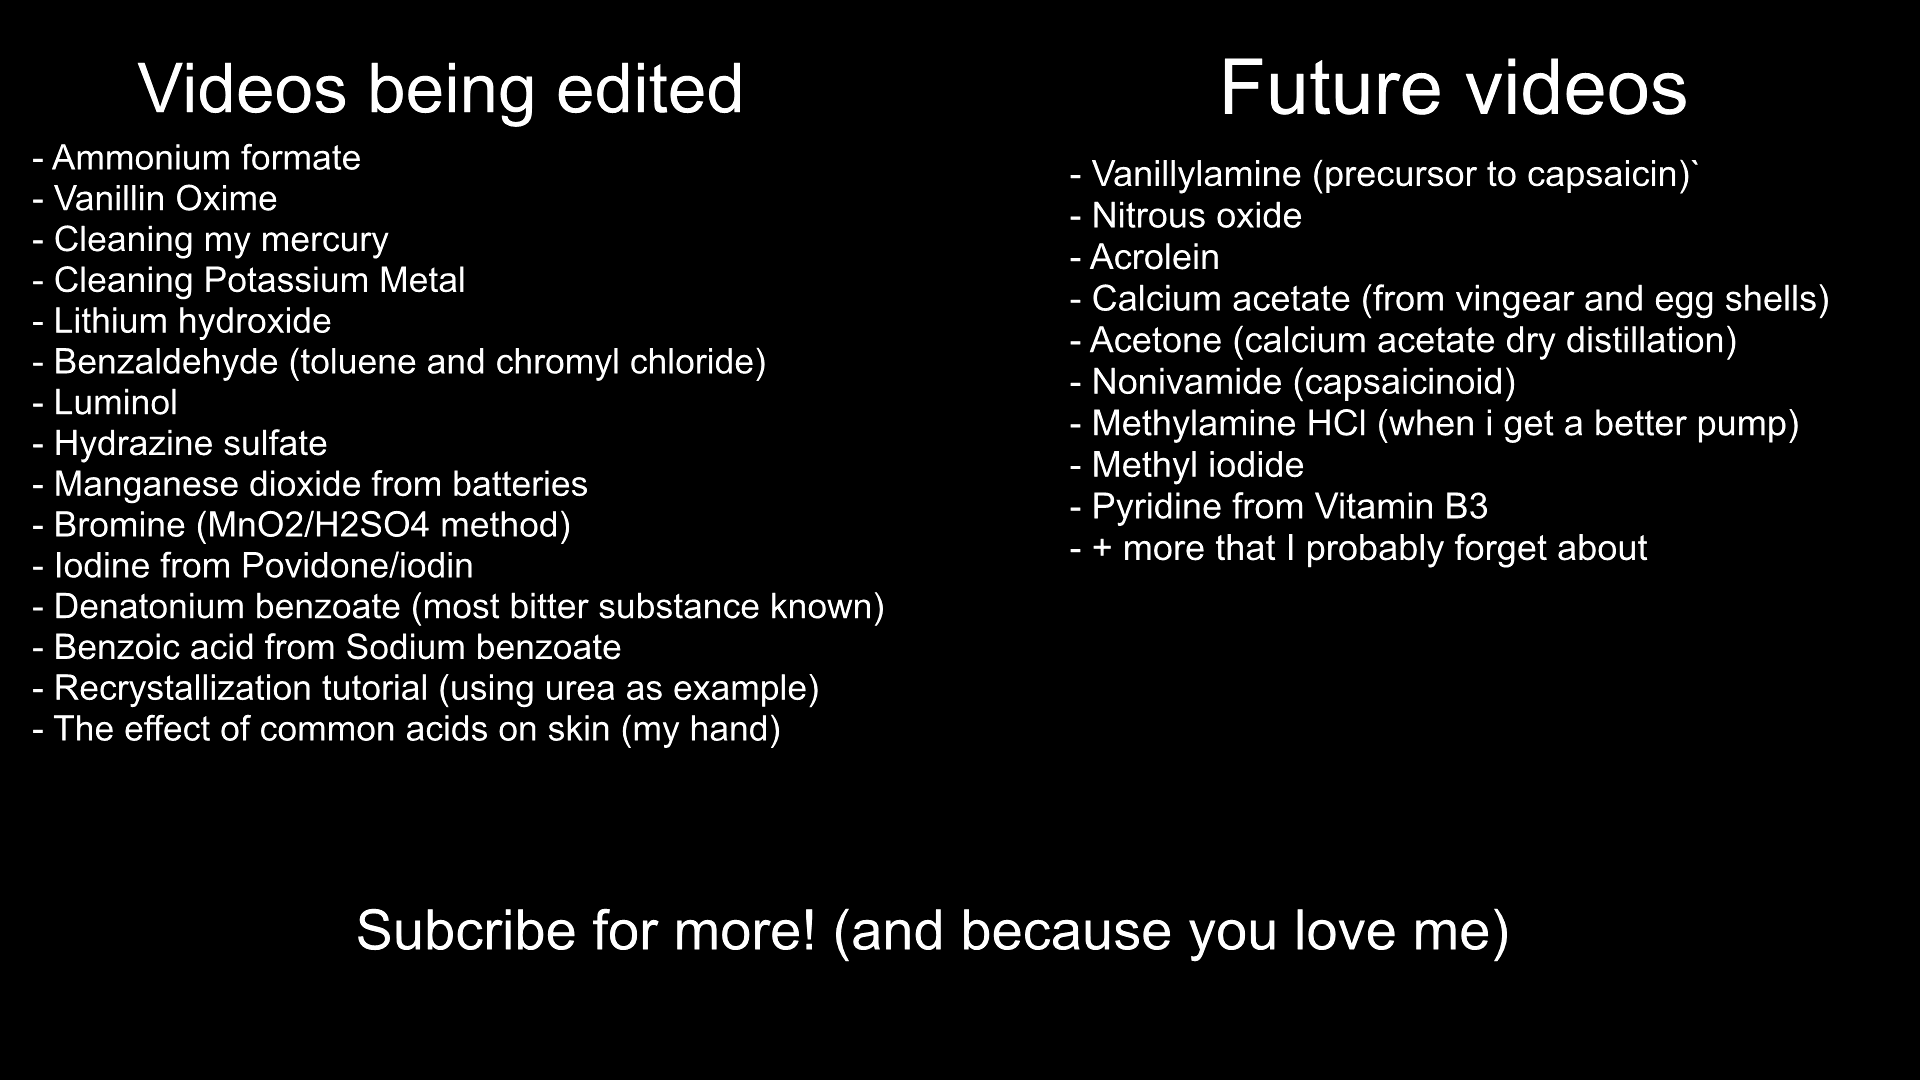 Videos being edited
- Ammonium formate
- Vanillin Oxime
- Cleaning my mercury
- Cleaning Potassium Metal
- Lithium hydroxide
- Benzaldehyde (toluene and chromyl chloride)
- Luminol
- Hydrazine sulfate
- Manganese dioxide from batteries
- Bromine (MnO2/H2SO4 method)
- Iodine from Povidone/iodin
- Denatonium benzoate (most bitter substance known)
- Benzoic acid from Sodium benzoate
- Recrystallization tutorial (using urea as example)
- The effect of common acids on skin (my hand)
Future videos
- Vanillylamine (precursor to capsaicin)`
- Nitrous oxide
- Acrolein
- Calcium acetate (from vingear and egg shells)
- Acetone (calcium acetate dry distillation)
- Nonivamide (capsaicinoid)
- Methylamine HCl (when i get a better pump)
- Methyl iodide
- Pyridine from Vitamin B3
- + more that I probably forget about
Subcribe for more! (and because you love me)